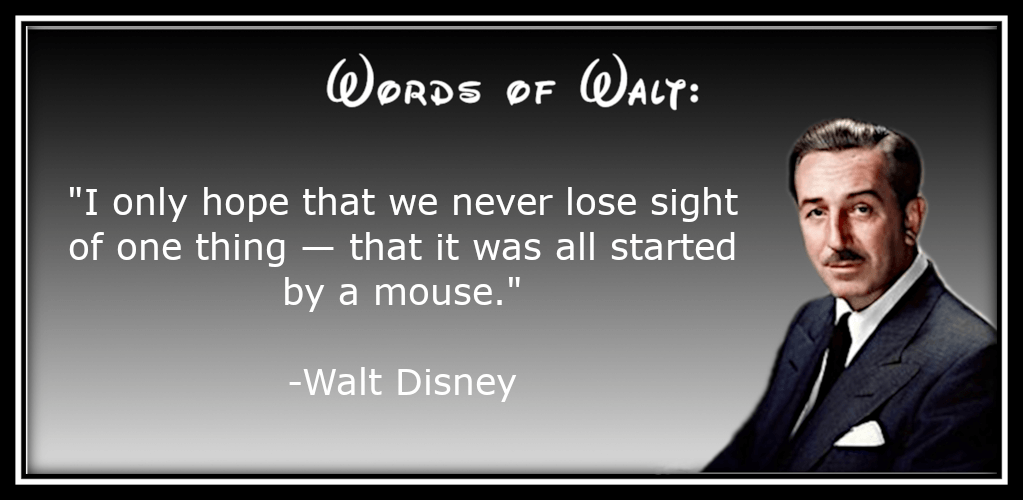 Words of Walt:
"I only hope that we never lose sight
of one thing — that it was all started
by a mouse."
-Walt Disney